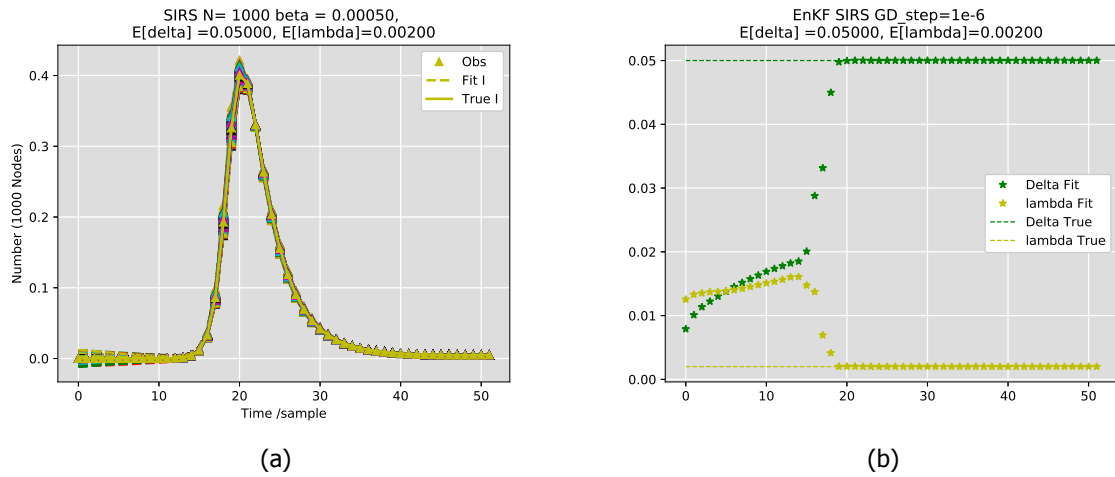 SIRS N= 1000 beta = 0.00050,
E[delta] =0.05000, E[lambda]=0.00200
Number (1000 Nodes)
0.4
0.3
0.2
0.1
0.0
Obs
Fit I
True I
0 10 20 30 40 50
Time /sample
(a)
EnKF SIRS GD_step=1e-6
E[delta] =0.05000, E[lambda]=0.00200
0.05
0.04
0.03
0.02
0.01
0.00
Delta Fit
lambda Fit
Delta True
lambda True
0 10 20 30 40 50
(b)